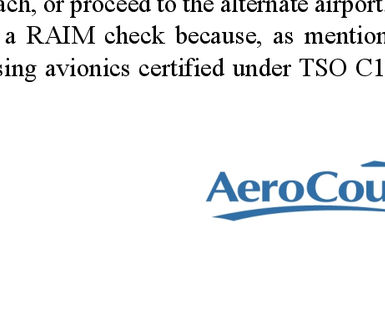 ach, or proceed to the alternate airport.
a RAIM check because, as mention
sing avionics certified under TSO C1
AeroCou